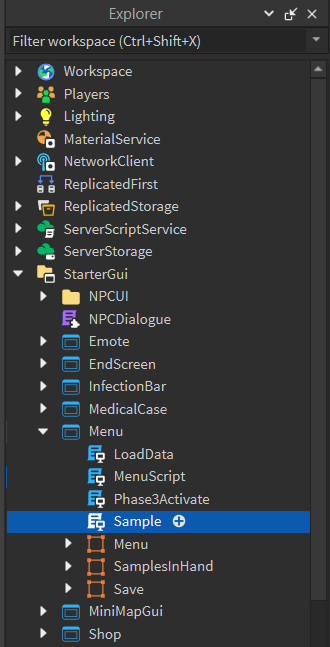 Explorer
Filter workspace (Ctrl+Shift+X)
Workspace
Players
Lighting
MaterialService
NetworkClient
ReplicatedFirst
ReplicatedStorage
ServerScriptService
ServerStorage
StarterGui
NPCUI
NPCDialogue
Emote
EndScreen
InfectionBar
MedicalCase
Menu
LoadData
MenuScript
Phase3Activate
Sample
Menu
SamplesInHand
Save
MiniMapGui
Shop